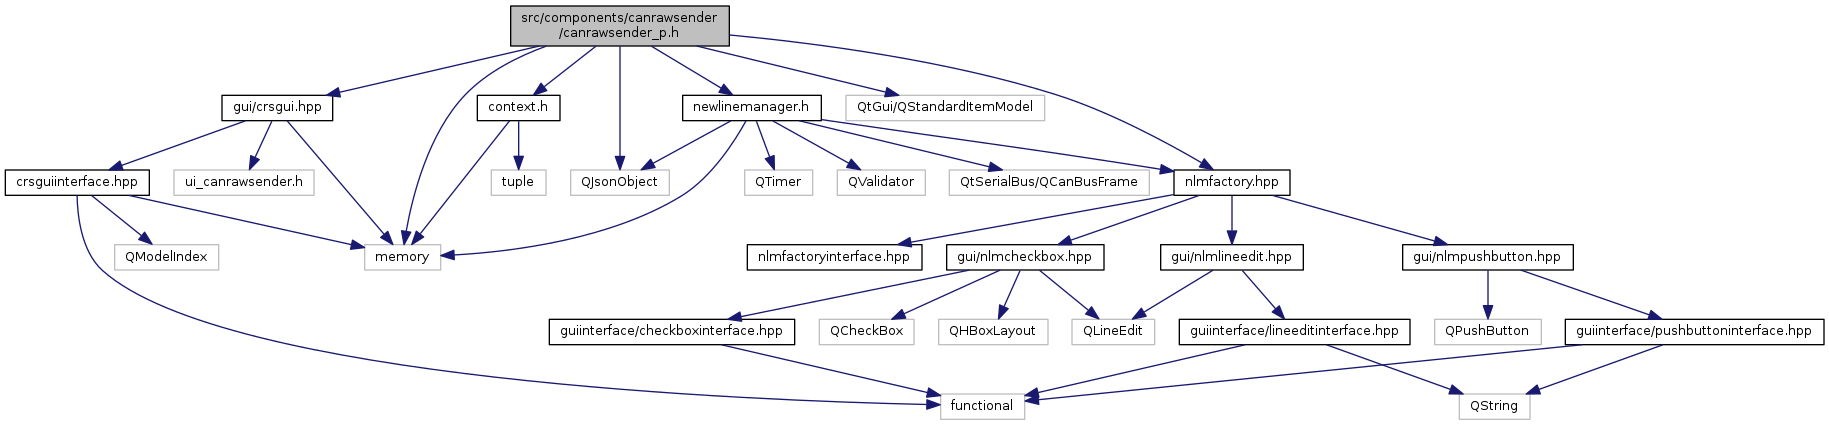 src/components/canrawsender
/canrawsender_p.h
gui/crsgui.hpp
context.h
newlinemanager.h
QtGui/QStandardItemModel
crsguiinterface.hpp
ui_canrawsender.h
tuple
QJsonObject
QTimer
QValidator
QtSerialBus/QCanBusFrame
nlmfactory.hpp
QModelIndex
memory
nlmfactoryinterface.hpp
gui/nlmcheckbox.hpp
gui/nlmlineedit.hpp
gui/nlmpushbutton.hpp
guiinterface/checkboxinterface.hpp
QCheckBox
QHBoxLayout
QLineEdit
guiinterface/lineeditinterface.hpp
QPushButton
guiinterface/pushbuttoninterface.hpp
functional
QString